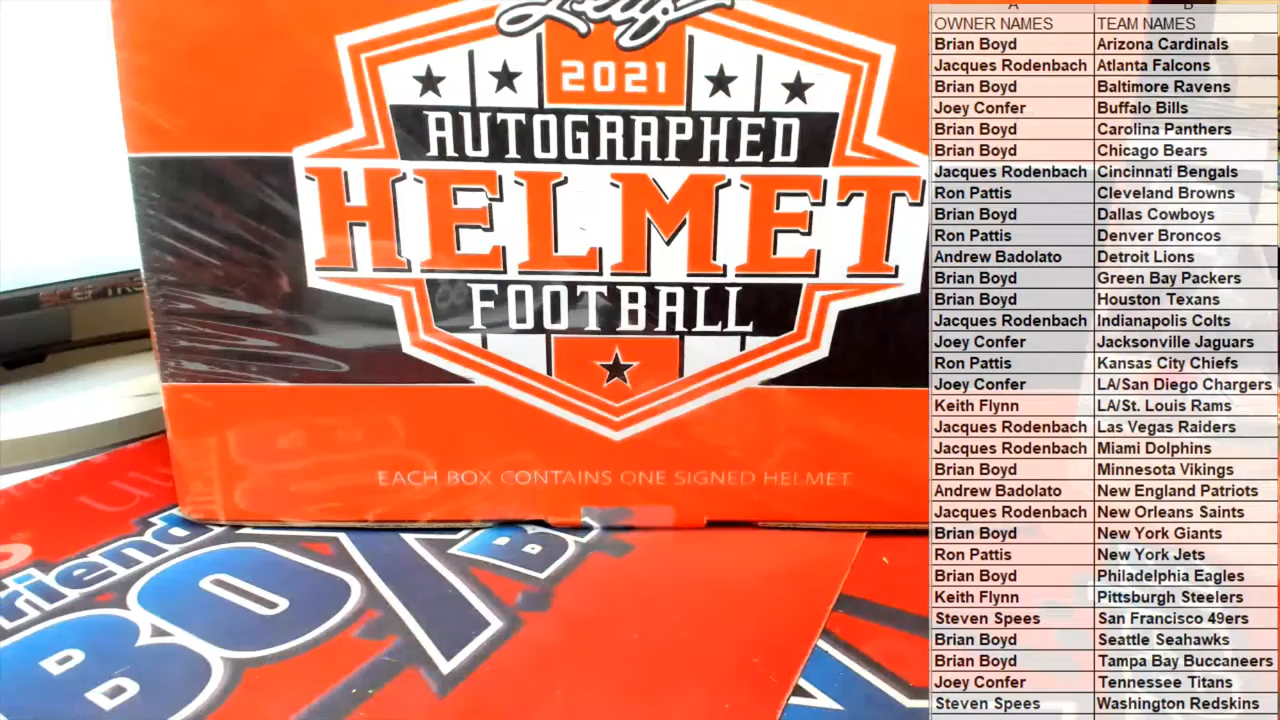 Leaf
2021
AUTOGRAPHED
HELMET
FOOTBALL
EACH BOX CONTAINS ONE SIGNED HELMET
riend
BO
B
A B
OWNER NAMES TEAM NAMES
Brian Boyd Arizona Cardinals
Jacques Rodenbach Atlanta Falcons
Brian Boyd Baltimore Ravens
Joey Confer Buffalo Bills
Brian Boyd Carolina Panthers
Brian Boyd Chicago Bears
Jacques Rodenbach Cincinnati Bengals
Ron Pattis Cleveland Browns
Brian Boyd Dallas Cowboys
Ron Pattis Denver Broncos
Andrew Badolato Detroit Lions
Brian Boyd Green Bay Packers
Brian Boyd Houston Texans
Jacques Rodenbach Indianapolis Colts
Joey Confer Jacksonville Jaguars
Ron Pattis Kansas City Chiefs
Joey Confer LA/San Diego Chargers
Keith Flynn LA/St. Louis Rams
Jacques Rodenbach Las Vegas Raiders
Jacques Rodenbach Miami Dolphins
Brian Boyd Minnesota Vikings
Andrew Badolato New England Patriots
Jacques Rodenbach New Orleans Saints
Brian Boyd New York Giants
Ron Pattis New York Jets
Brian Boyd Philadelphia Eagles
Keith Flynn Pittsburgh Steelers
Steven Spees San Francisco 49ers
Brian Boyd Seattle Seahawks
Brian Boyd Tampa Bay Buccaneers
Joey Confer Tennessee Titans
Steven Spees Washington Redskins